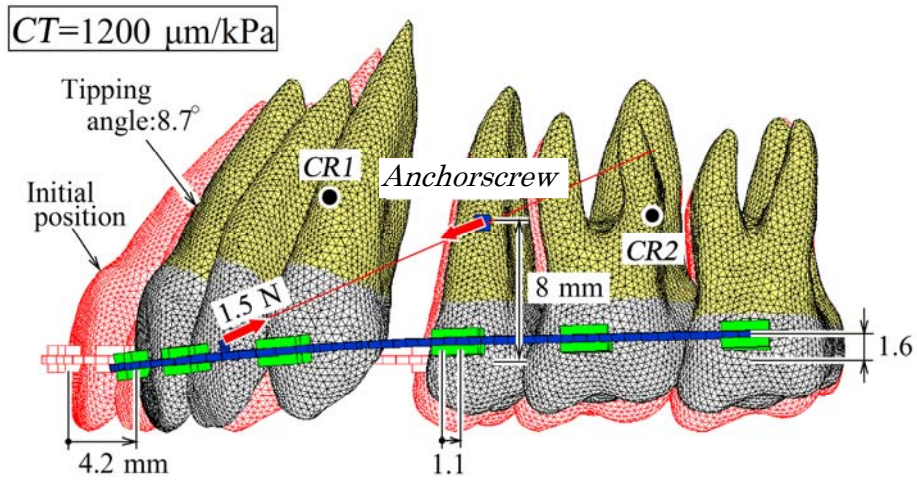 CT=1200 μm/kPa
Tipping
angle:8.7°
Initial
position
CR1
Anchorscrew
CR2
1.5 N
8 mm
1.6
4.2 mm
1.1